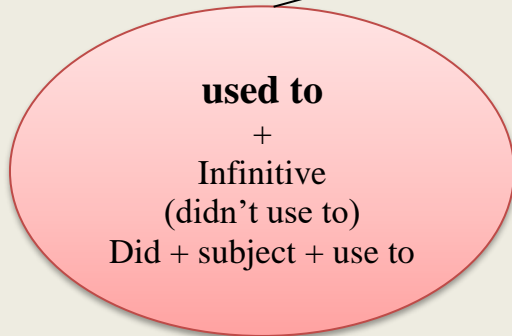 used to
+
Infinitive
(didn’t use to)
Did + subject + use to